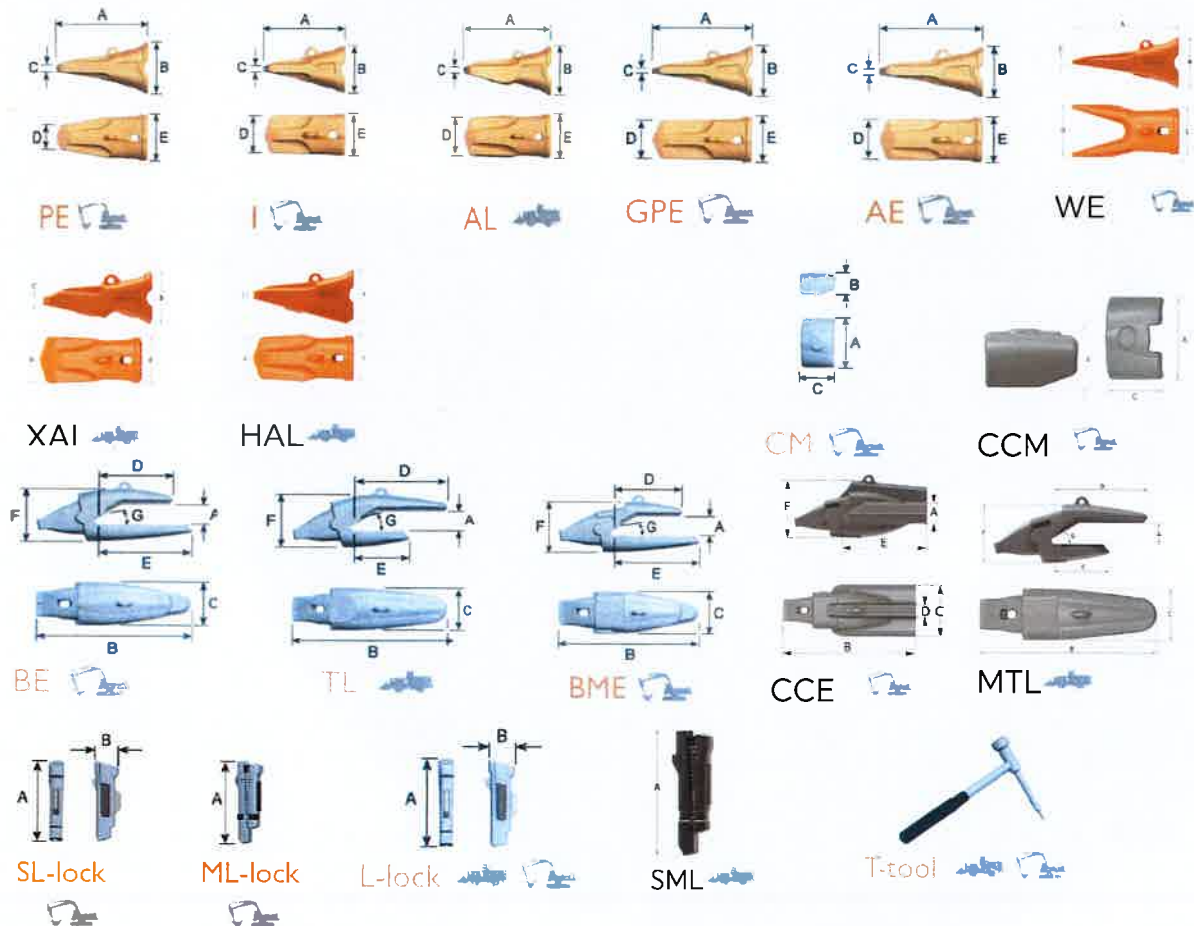 A A A A A A
C B C B C B C B C B
D E D E D E D E D E
PE I AL GPE AE WE
B
A
C
XAI HAL CM CCM
D D D
F G A F G A F G A F A
E E E E
C C C D C
B B B B
BE TL BME CCE MTL
B B
A A A A
SL-lock ML-lock L-lock SML T-tool